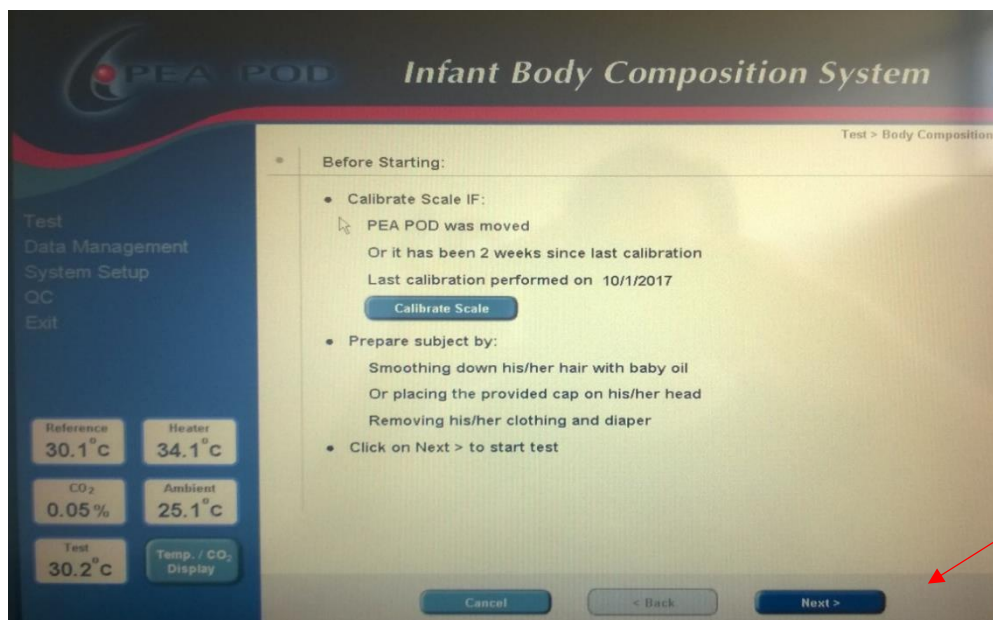 PEA POD
Infant Body Composition System
Test > Body Composition
Before Starting:
Calibrate Scale IF:
PEA POD was moved
Or it has been 2 weeks since last calibration
Last calibration performed on 10/1/2017
Calibrate Scale
Prepare subject by:
Smoothing down his/her hair with baby oil
Or placing the provided cap on his/her head
Removing his/her clothing and diaper
Click on Next > to start test
Test
Data Management
System Setup
QC
Exit
Reference
30.1°C
Heater
34.1°C
CO₂
0.05%
Ambient
25.1°C
Test
30.2°C
Temp. / CO₂
Display
Cancel
< Back
Next >